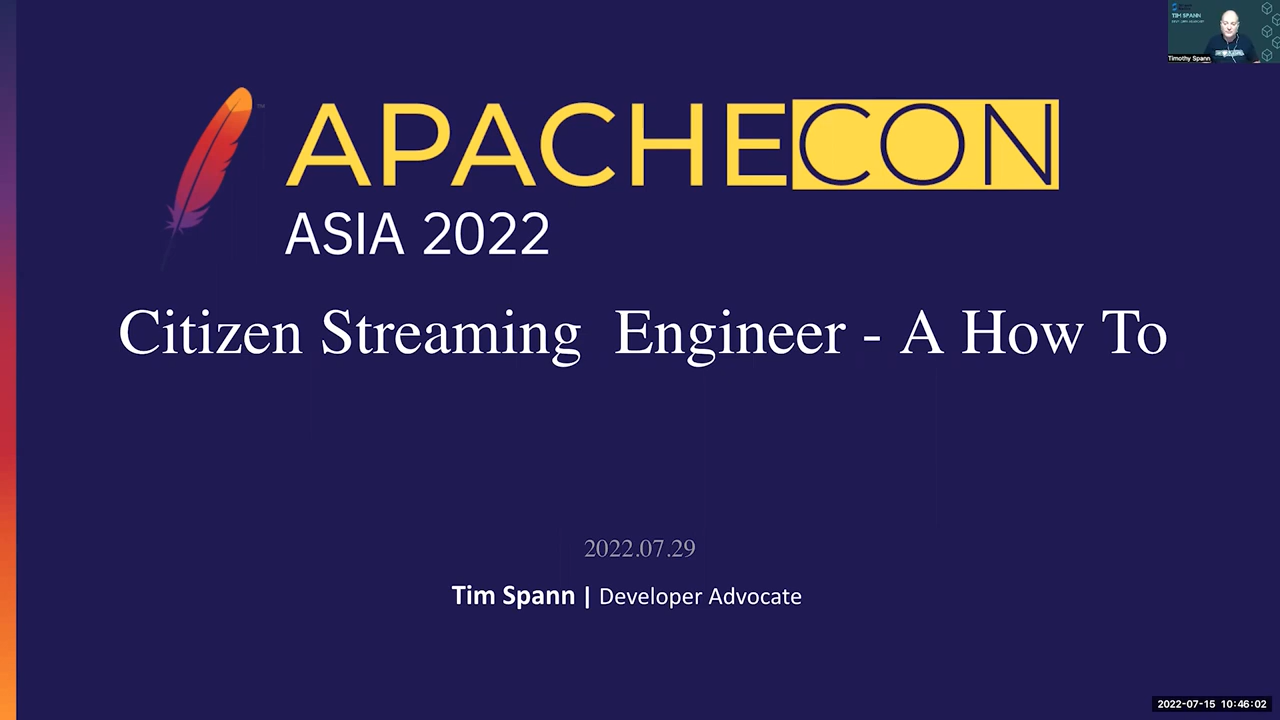 TIM SPANN
Timothy Spann
™
APACHECON
ASIA 2022
Citizen Streaming Engineer - A How To
2022.07.29
Tim Spann | Developer Advocate
2022-07-15 10:46:02